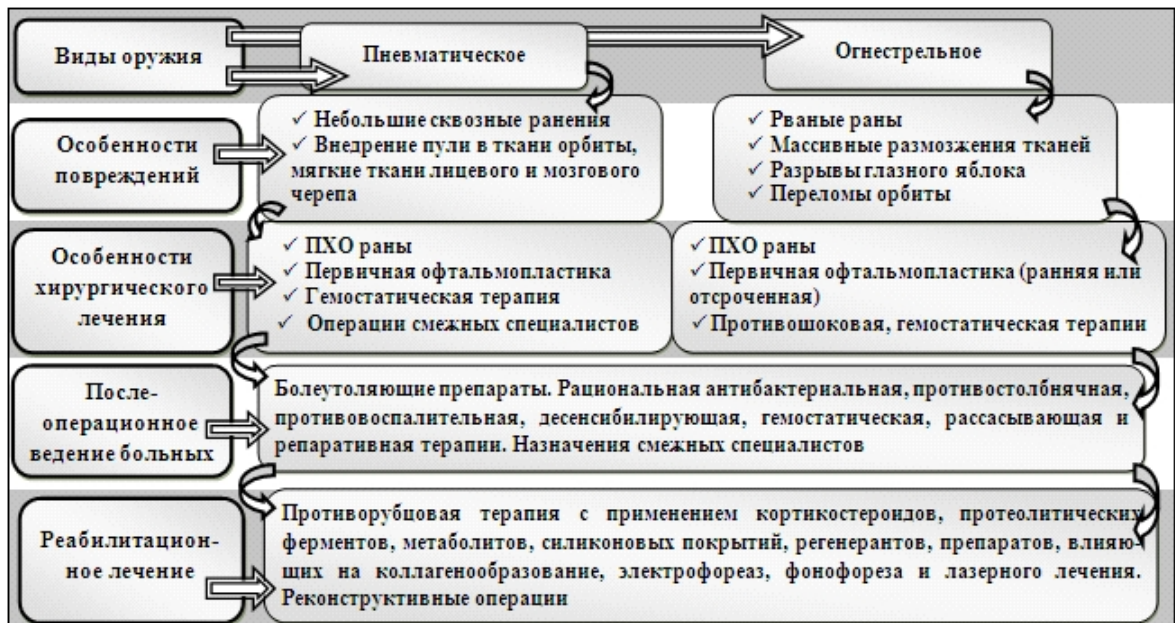 Виды оружия
Пневматическое
Огнестрельное
Особенности
повреждений
✓ Небольшие сквозные ранения
✓ Внедрение пули в ткани орбиты,
мягкие ткани лицевого и мозгового
черепа
✓ Рваные раны
✓ Массивные размозжения тканей
✓ Разрывы глазного яблока
✓ Переломы орбиты
Особенности
хирургического
лечения
✓ ПХО раны
✓ Первичная офтальмопластика
✓ Гемостатическая терапия
✓ Операции смежных специалистов
✓ ПХО раны
✓ Первичная офтальмопластика (ранняя или
отсроченная)
✓ Противошоковая, гемостатическая терапии
После-
операционное
ведение больных
Болеутоляющие препараты. Рациональная антибактериальная, противостолбнячная,
противовоспалительная, десенсибилирующая, гемостатическая, рассасывающая и
репаративная терапии. Назначения смежных специалистов
Реабилитацион-
ное лечение
Противорубцовая терапия с применением кортикостероидов, протеолитических
ферментов, метаболитов, силиконовых покрытий, регенерантов, препаратов, влияю-
щих на коллагенообразование, электрофореаз, фонофореза и лазерного лечения.
Реконструктивные операции